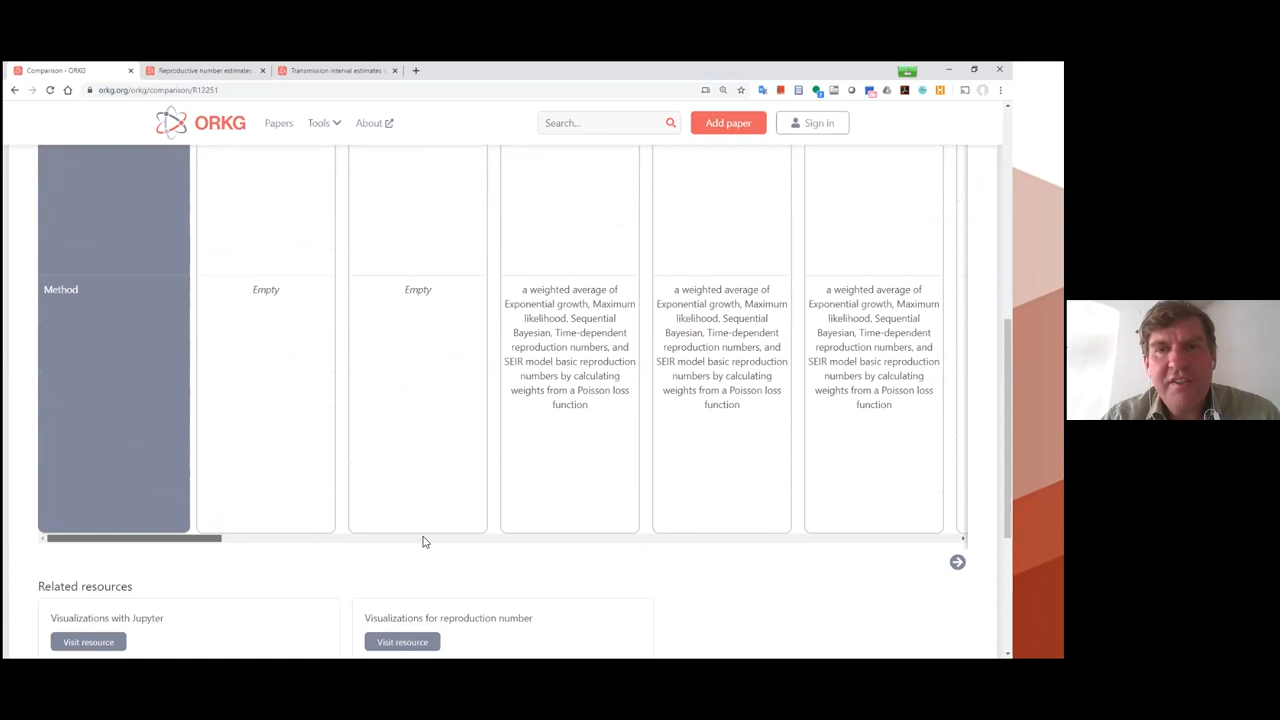 Comparison - ORKG
Reproductive number estimates
Transmission interval estimates
orkg.org/orkg/comparison/R12251
ORKG
Papers
Tools
About
Search...
Add paper
Sign in
Method
Empty
Empty
a weighted average of
Exponential growth, Maximum
likelihood, Sequential
Bayesian, Time-dependent
reproduction numbers, and
SEIR model basic reproduction
numbers by calculating
weights from a Poisson loss
function
a weighted average of
Exponential growth, Maximum
likelihood, Sequential
Bayesian, Time-dependent
reproduction numbers, and
SEIR model basic reproduction
numbers by calculating
weights from a Poisson loss
function
a weighted average of
Exponential growth, Maximum
likelihood, Sequential
Bayesian, Time-dependent
reproduction numbers, and
SEIR model basic reproduction
numbers by calculating
weights from a Poisson loss
function
Related resources
Visualizations with Jupyter
Visit resource
Visualizations for reproduction number
Visit resource